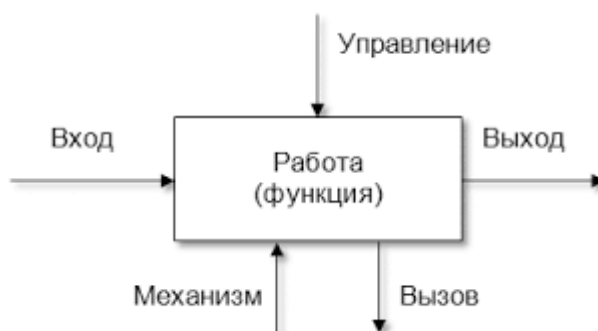 Управление
Вход
Работа
(функция)
Выход
Механизм
Вызов